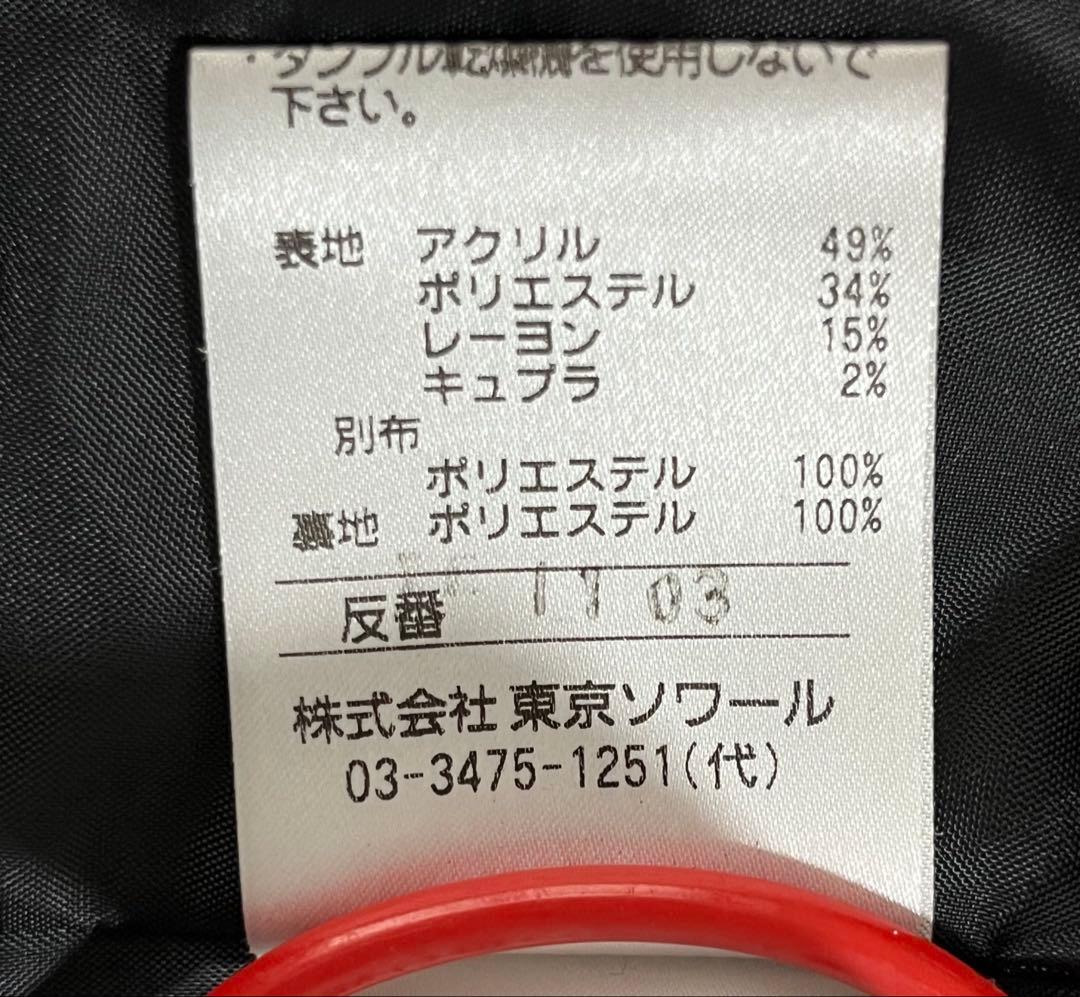 ・タンブル乾燥機を使用しないで
下さい。
表地 アクリル 49%
ポリエステル 34%
レーヨン 15%
キュプラ 2%
別布
ポリエステル 100%
裏地 ポリエステル 100%
反番 11 03
株式会社 東京ソワール
03-3475-1251(代)